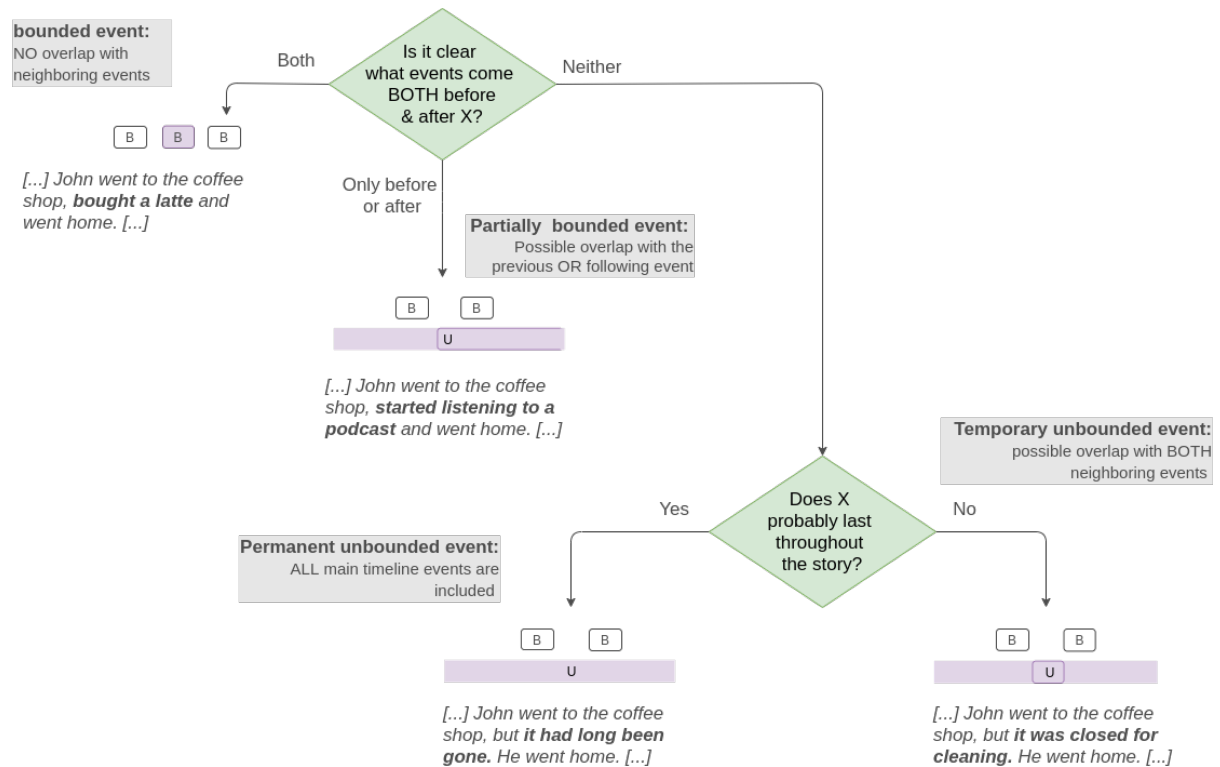 bounded event:
NO overlap with
neighboring events
Both
Is it clear
what events come
BOTH before
& after X?
Neither
B
B
B
[...] John went to the coffee
shop, bought a latte and
went home. [...]
Only before
or after
Partially bounded event:
Possible overlap with the
previous OR following event
B
B
U
[...] John went to the coffee
shop, started listening to a
podcast and went home. [...]
Temporary unbounded event:
possible overlap with BOTH
neighboring events
Does X
probably last
throughout
the story?
Yes
No
Permanent unbounded event:
ALL main timeline events are
included
B
B
U
[...] John went to the coffee
shop, but it had long been
gone. He went home. [...]
B
B
U
[...] John went to the coffee
shop, but it was closed for
cleaning. He went home. [...]